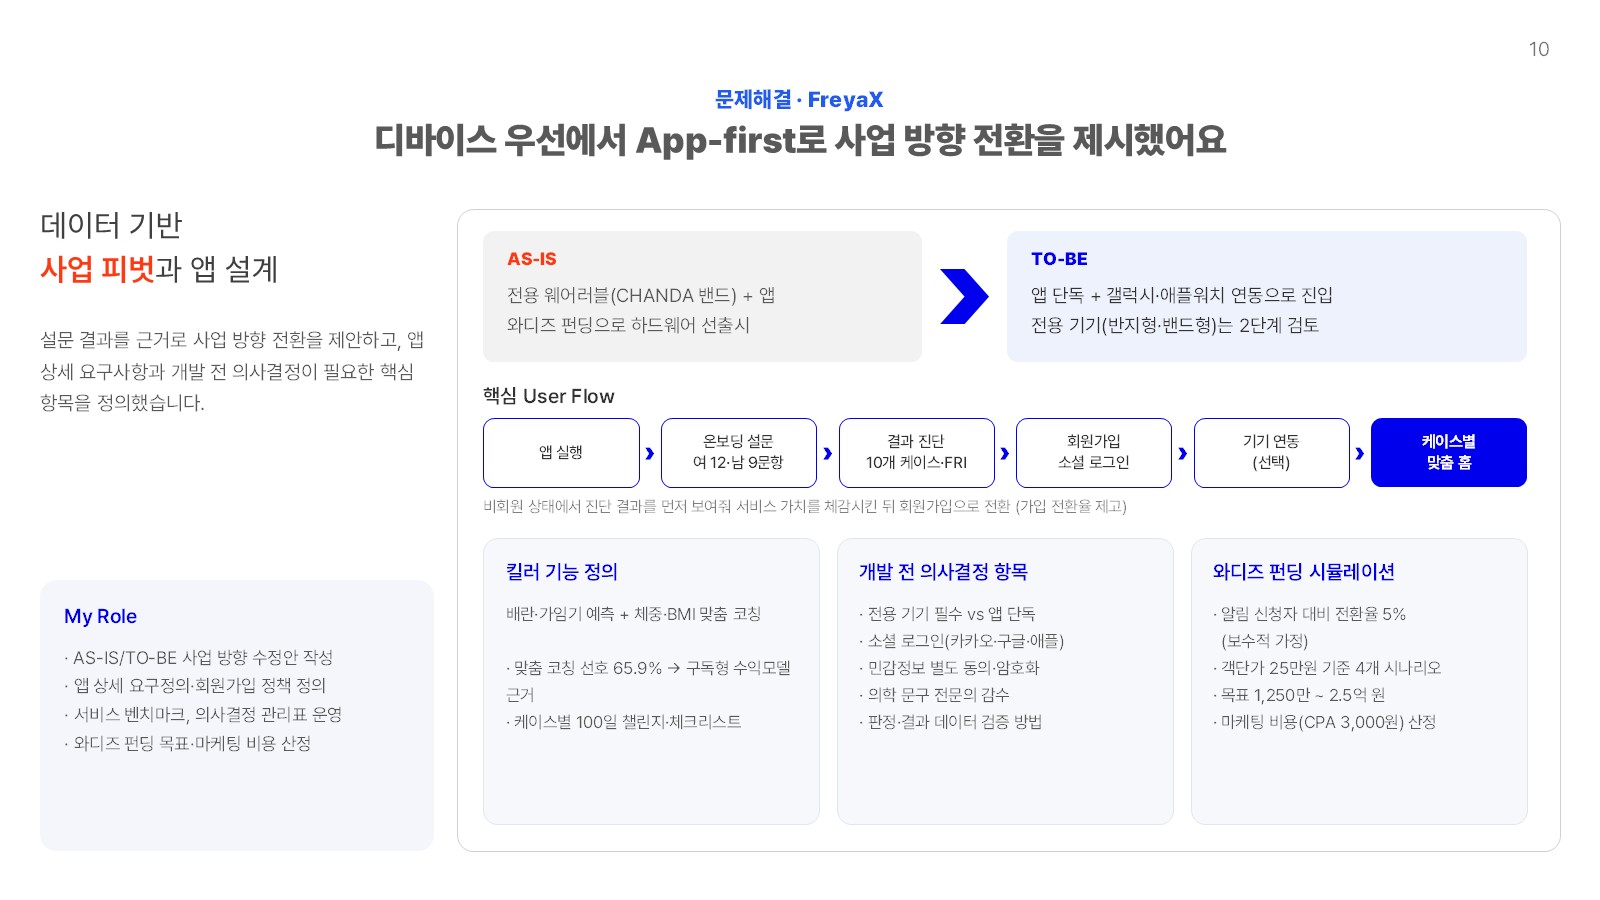 10
문제해결 · FreyaX
디바이스 우선에서 App-first로 사업 방향 전환을 제시했어요
데이터 기반
사업 피벗과 앱 설계
설문 결과를 근거로 사업 방향 전환을 제안하고, 앱
상세 요구사항과 개발 전 의사결정이 필요한 핵심
항목을 정의했습니다.
My Role
· AS-IS/TO-BE 사업 방향 수정안 작성
· 앱 상세 요구정의·회원가입 정책 정의
· 서비스 벤치마크, 의사결정 관리표 운영
· 와디즈 펀딩 목표·마케팅 비용 산정
AS-IS
전용 웨어러블(CHANDA 밴드) + 앱
와디즈 펀딩으로 하드웨어 선출시
TO-BE
앱 단독 + 갤럭시·애플워치 연동으로 진입
전용 기기(반지형·밴드형)는 2단계 검토
핵심 User Flow
앱 실행
온보딩 설문
여 12·남 9문항
결과 진단
10개 케이스·FRI
회원가입
소셜 로그인
기기 연동
(선택)
케이스별
맞춤 홈
비회원 상태에서 진단 결과를 먼저 보여줘 서비스 가치를 체감시킨 뒤 회원가입으로 전환 (가입 전환율 제고)
킬러 기능 정의
배란·가임기 예측 + 체중·BMI 맞춤 코칭
· 맞춤 코칭 선호 65.9% → 구독형 수익모델
근거
· 케이스별 100일 챌린지·체크리스트
개발 전 의사결정 항목
· 전용 기기 필수 vs 앱 단독
· 소셜 로그인(카카오·구글·애플)
· 민감정보 별도 동의·암호화
· 의학 문구 전문의 감수
· 판정·결과 데이터 검증 방법
와디즈 펀딩 시뮬레이션
· 알림 신청자 대비 전환율 5%
(보수적 가정)
· 객단가 25만원 기준 4개 시나리오
· 목표 1,250만 ~ 2.5억 원
· 마케팅 비용(CPA 3,000원) 산정